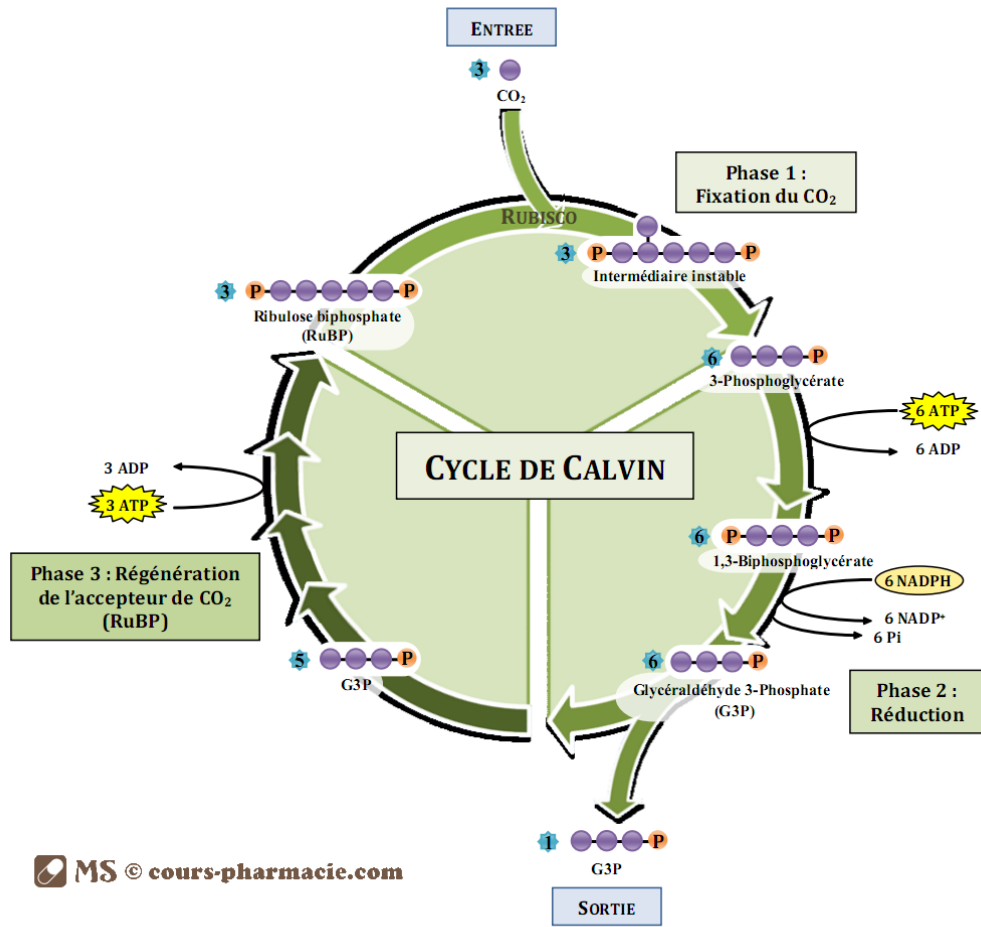 ENTREE
3
CO₂
Phase 1 :
Fixation du CO₂
RUBISCO
3 P P
Intermédiaire instable
3 P P
Ribulose biphosphate
(RuBP)
6 P
3-Phosphoglycérate
6 ATP
6 ADP
CYCLE DE CALVIN
3 ADP
3 ATP
6 P P
1,3-Biphosphoglycérate
6 NADPH
6 NADP⁺
6 Pi
Phase 3 : Régénération
de l'accepteur de CO₂
(RuBP)
5 P
G3P
6 P
Glycéraldéhyde 3-Phosphate
(G3P)
Phase 2 :
Réduction
1 P
G3P
MS © cours-pharmacie.com
SORTIE